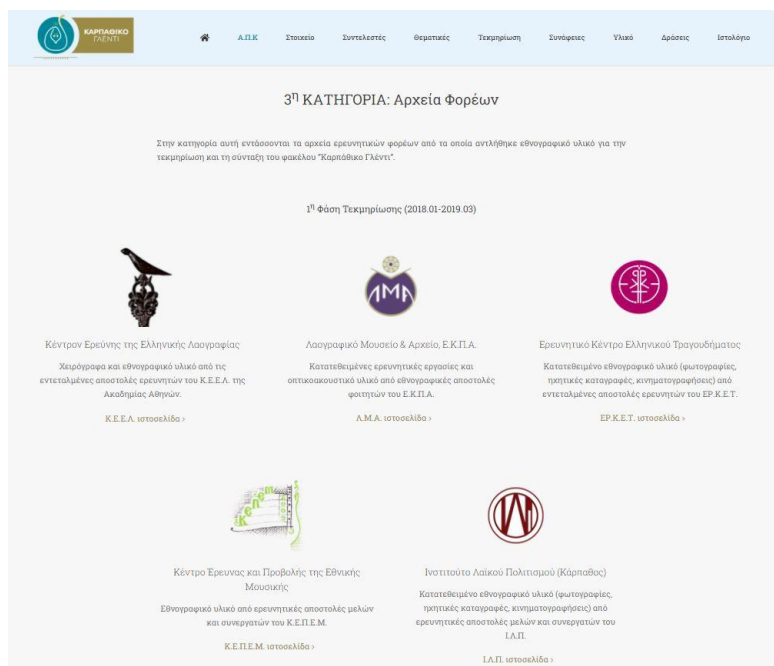 ΚΑΡΠΑΘΙΚΟ
ΓΛΕΝΤΙ
Α.Π.Κ Στοιχείο Συντελεστές Θεματικές Τεκμηρίωση Συνάφειες Υλικό Δράσεις Ιστολόγιο
3η ΚΑΤΗΓΟΡΙΑ: Αρχεία Φορέων
Στην κατηγορία αυτή εντάσσονται τα αρχεία ερευνητικών φορέων από τα οποία αντλήθηκε εθνογραφικό υλικό για την
τεκμηρίωση και τη σύνταξη του φακέλου "Καρπάθικο Γλέντι".
1η Φάση Τεκμηρίωσης (2018.01-2019.03)
ΛΜΑ
Κέντρον Ερεύνης της Ελληνικής Λαογραφίας
Χειρόγραφα και εθνογραφικό υλικό από τις
εντεταλμένες αποστολές ερευνητών του Κ.Ε.Ε.Λ. της
Ακαδημίας Αθηνών.
Κ.Ε.Ε.Λ. ιστοσελίδα ›
Λαογραφικό Μουσείο & Αρχείο, Ε.Κ.Π.Α.
Κατατεθειμένες ερευνητικές εργασίες και
οπτικοακουστικό υλικό από εθνογραφικές αποστολές
φοιτητών του Ε.Κ.Π.Α.
Λ.Μ.Α. ιστοσελίδα ›
Ερευνητικό Κέντρο Ελληνικού Τραγουδήματος
Κατατεθειμένο εθνογραφικό υλικό (φωτογραφίες,
ηχητικές καταγραφές, κινηματογραφήσεις) από
εντεταλμένες αποστολές ερευνητών του ΕΡ.Κ.Ε.Τ.
ΕΡ.Κ.Ε.Τ. ιστοσελίδα ›
κεπεμ
Κέντρο Έρευνας και Προβολής της Εθνικής
Μουσικής
Εθνογραφικό υλικό από ερευνητικές αποστολές μελών
και συνεργατών του Κ.Ε.Π.Ε.Μ.
Κ.Ε.Π.Ε.Μ. ιστοσελίδα ›
Ινστιτούτο Λαϊκού Πολιτισμού (Κάρπαθος)
Κατατεθειμένο εθνογραφικό υλικό (φωτογραφίες,
ηχητικές καταγραφές, κινηματογραφήσεις) από
ερευνητικές αποστολές μελών και συνεργατών του
Ι.Λ.Π.
Ι.Λ.Π. ιστοσελίδα ›